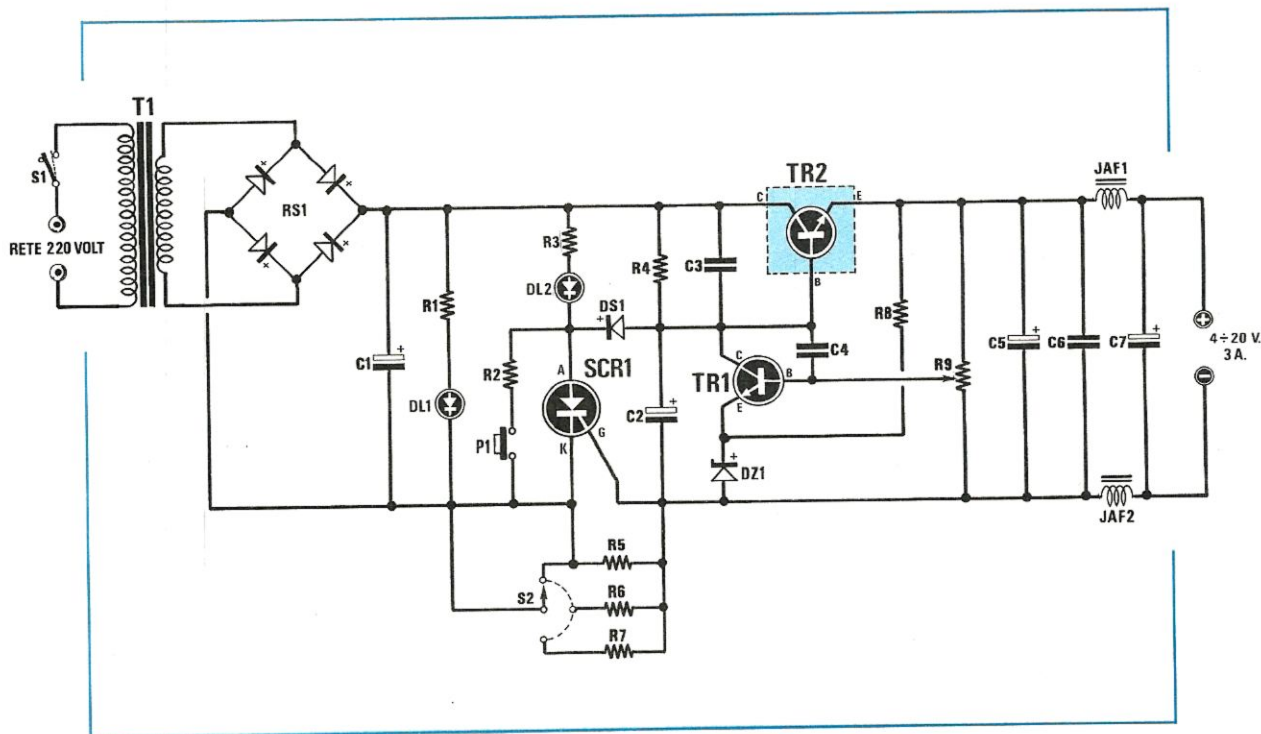 T1
S1
RETE 220 VOLT
RS1
C1
+
R1
DL1
R3
DL2
R2
P1
A
SCR1
K
G
DS1
+
R4
C2
+
C3
TR2
C
E
B
C4
TR1
C
B
E
DZ1
+
R8
R9
C5
+
C6
C7
+
JAF1
JAF2
+
4÷20 V.
3 A.
−
S2
R5
R6
R7